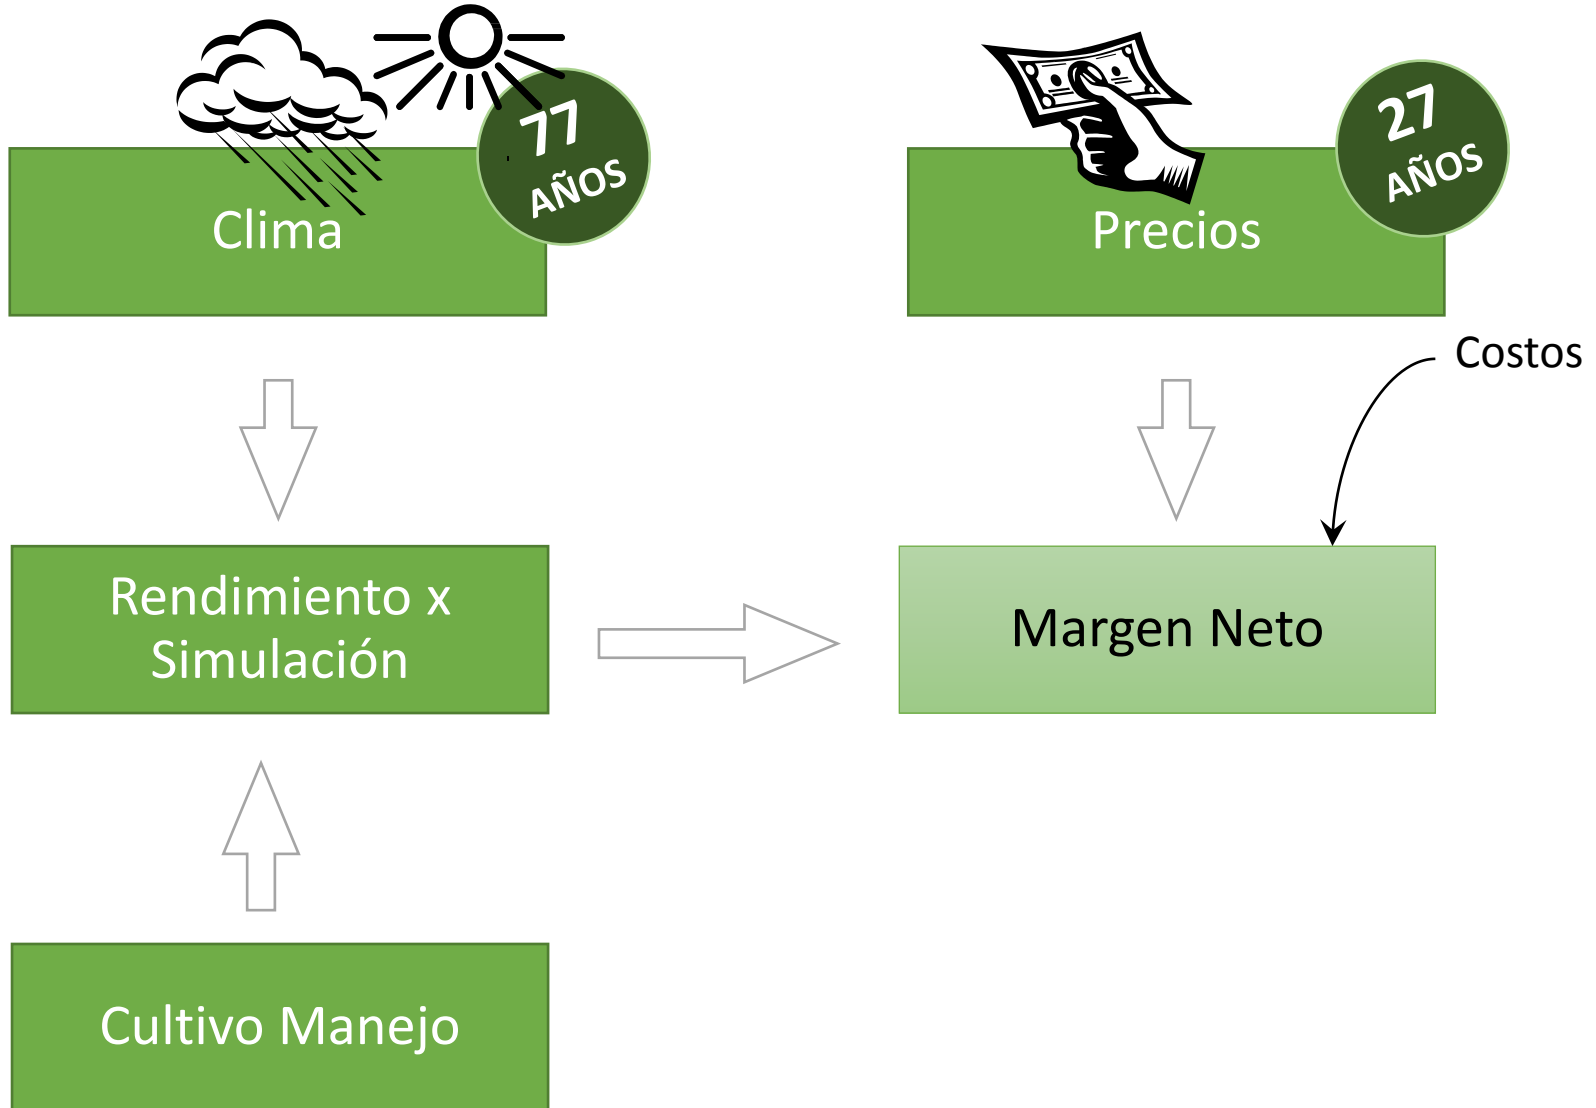 77
AÑOS
Clima
27
AÑOS
Precios
Costos
Rendimiento x
Simulación
Margen Neto
Cultivo Manejo